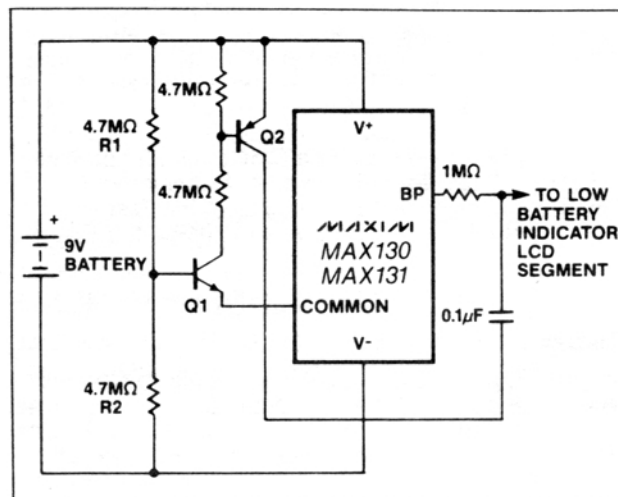 4.7MΩ
4.7MΩ
R1
Q2
V+
4.7MΩ
1MΩ
BP
TO LOW
BATTERY
INDICATOR
LCD
SEGMENT
+
9V
BATTERY
MAXIM
MAX130
MAX131
Q1
COMMON
0.1μF
V-
4.7MΩ
R2